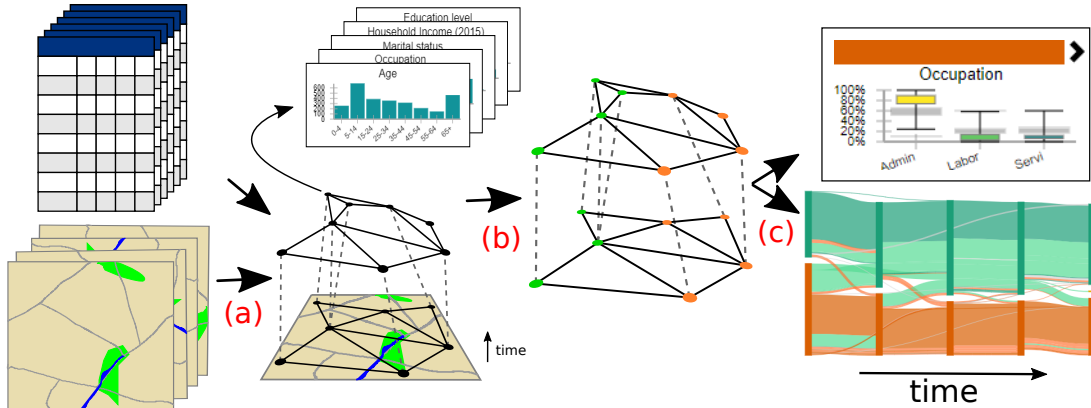 Education level
Household Income (2015)
Marital status
Occupation
Age
600
500
400
300
200
100
0
0-4
5-14
15-24
25-34
35-44
45-54
55-64
65+
(a)
time
(b)
(c)
Occupation
100%
80%
60%
40%
20%
0%
Admin
Labor
Servi
time